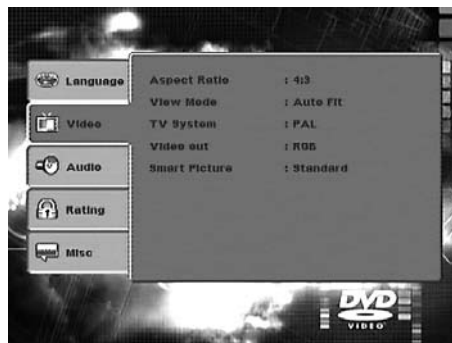 Language
Video
Audio
Rating
Misc
Aspect Ratio : 4:3
View Mode : Auto Fit
TV System : PAL
Video out : RGB
Smart Picture : Standard
DVD
VIDEO